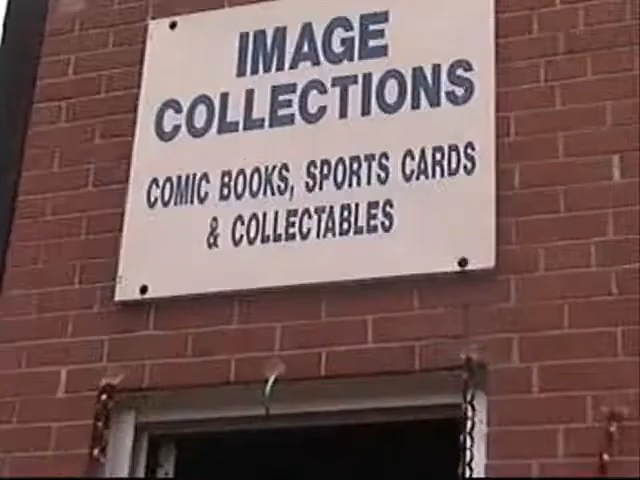 IMAGE
COLLECTIONS
COMIC BOOKS, SPORTS CARDS
& COLLECTABLES